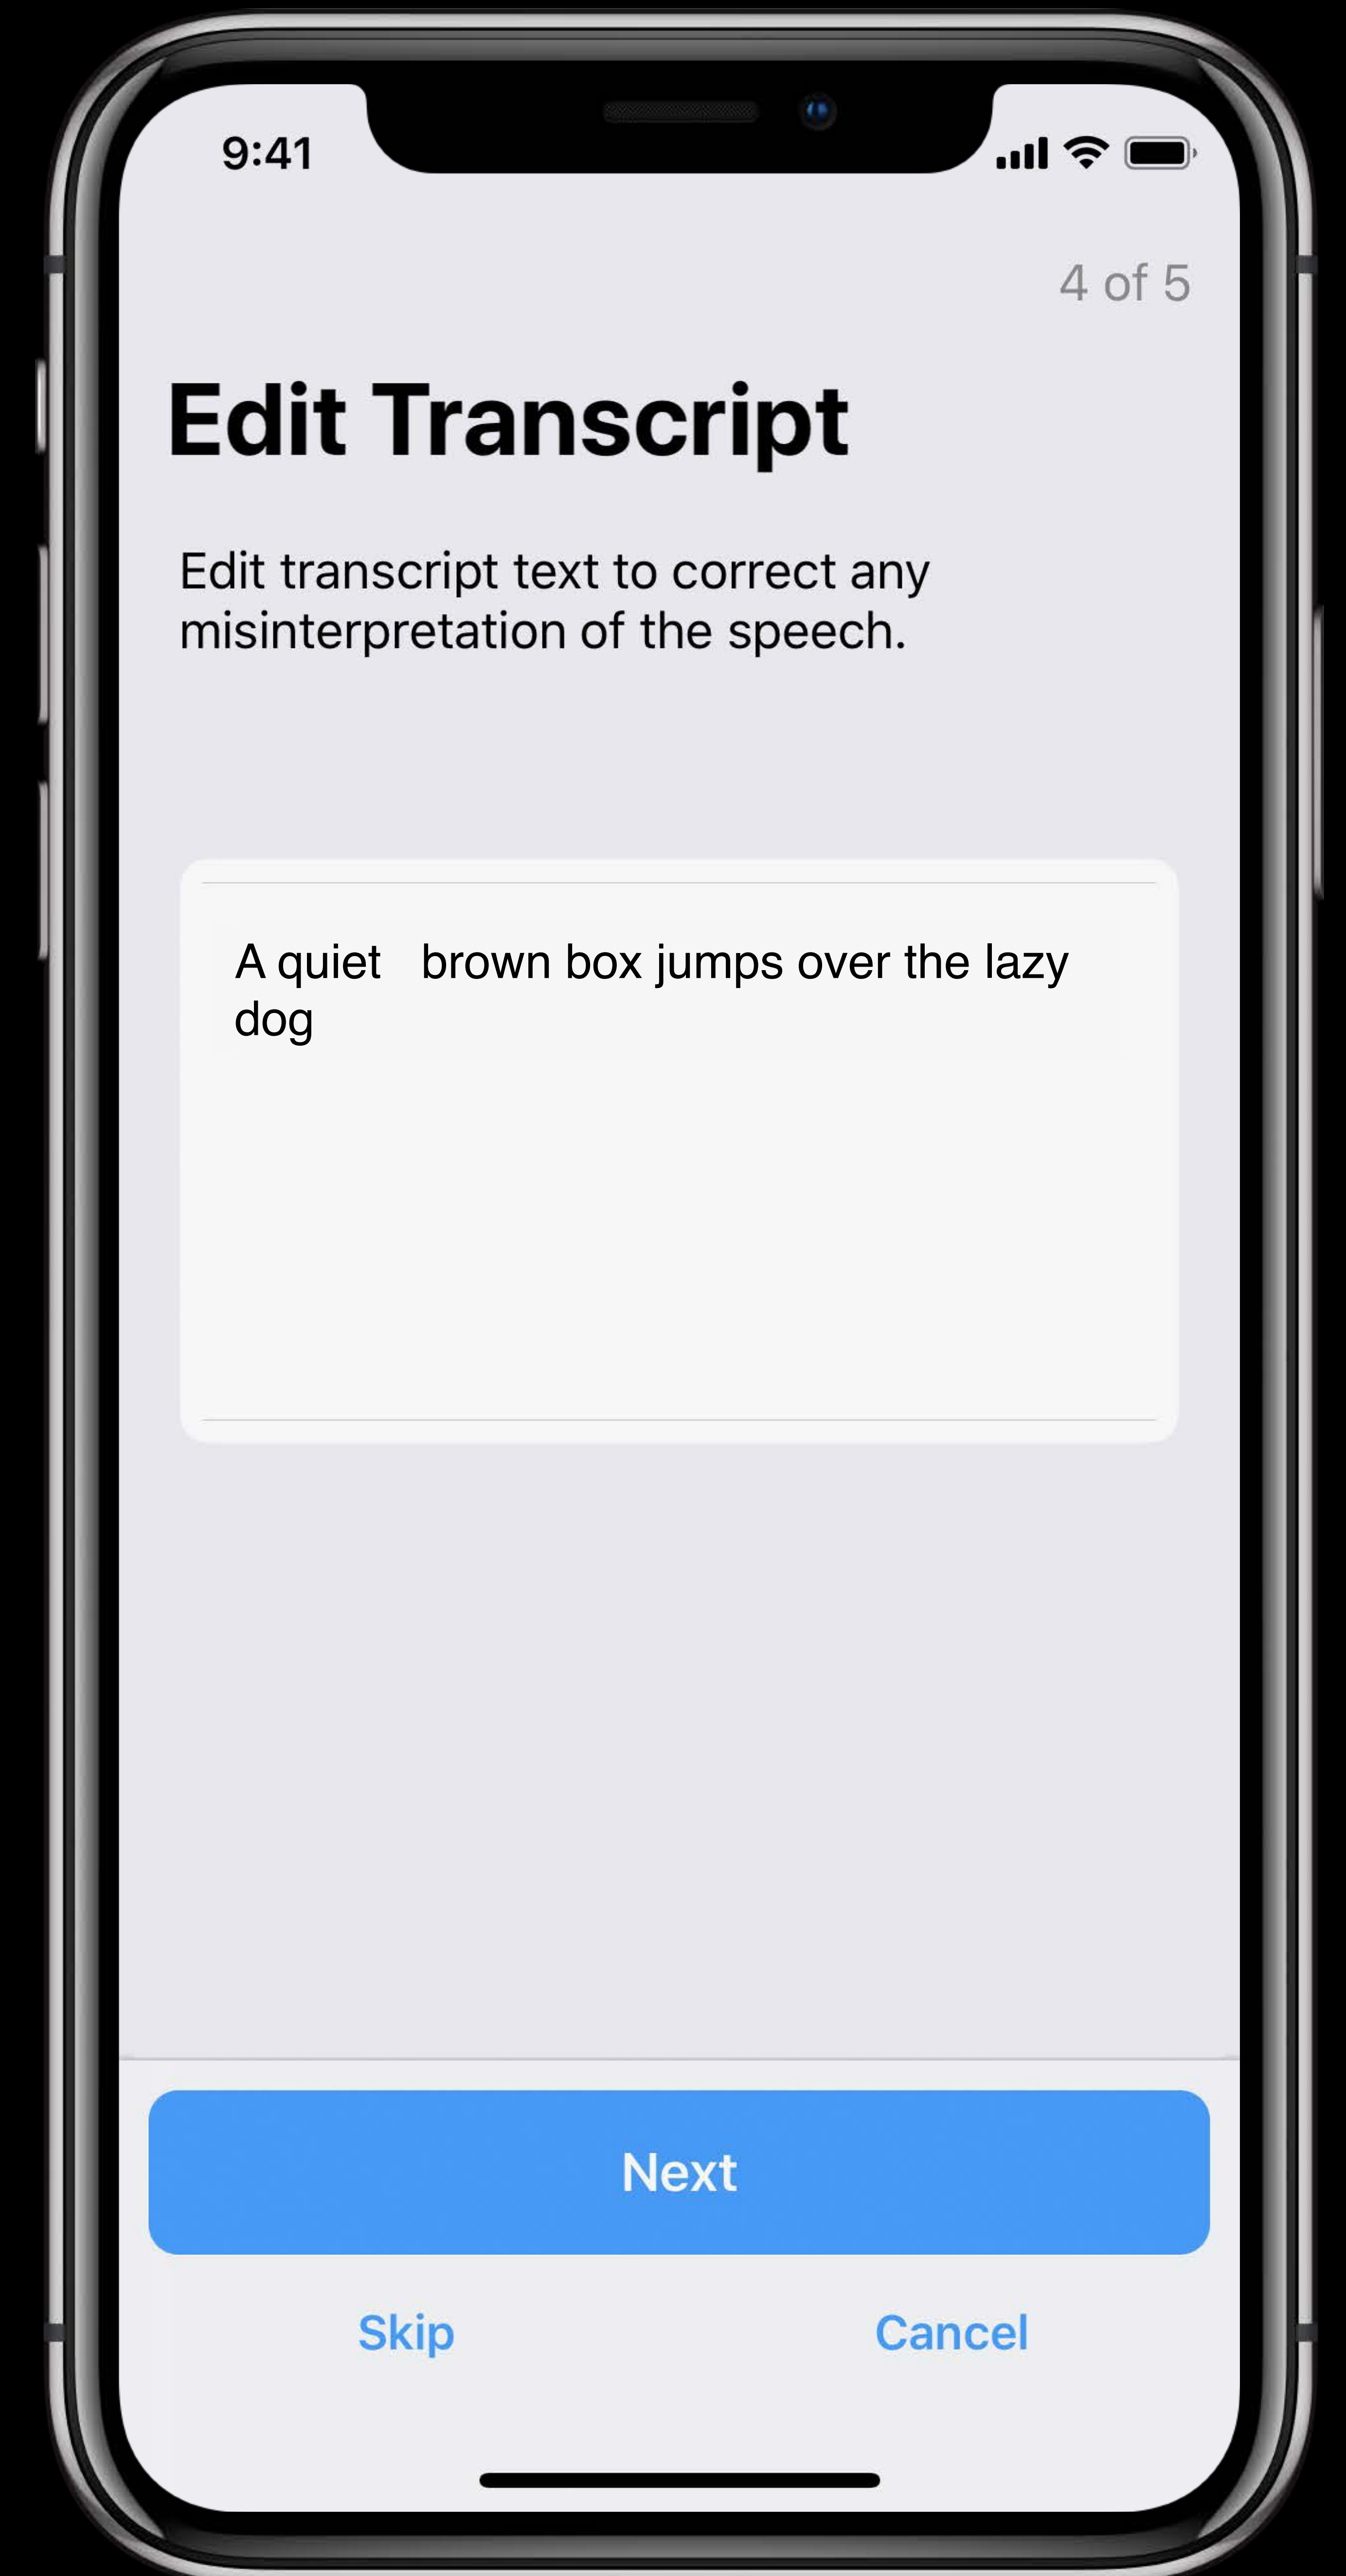 9:41
4 of 5
Edit Transcript
Edit transcript text to correct any
misinterpretation of the speech.
A quiet   brown box jumps over the lazy
dog
Next
Skip Cancel